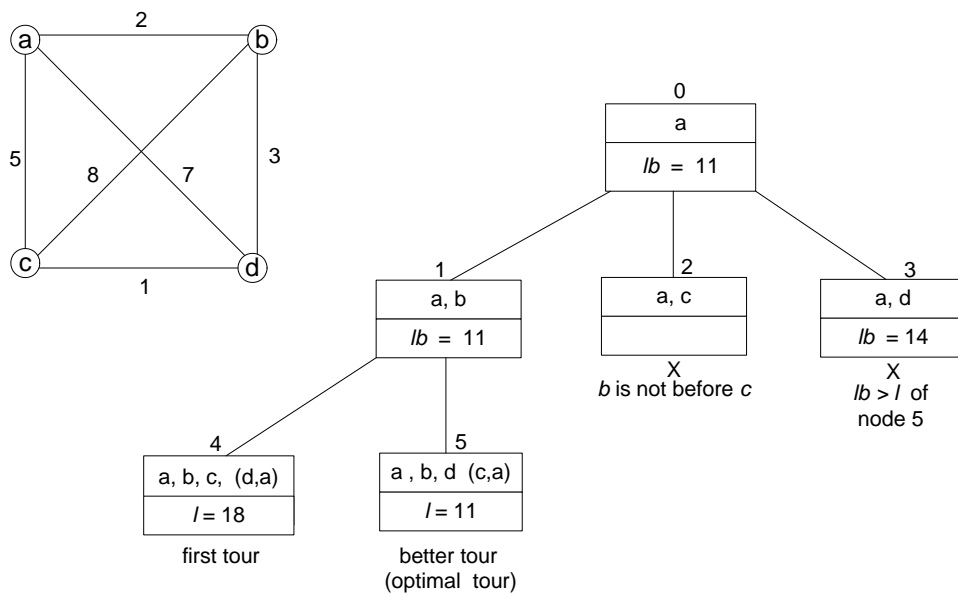 2
a
b
5
8
7
3
c
d
1
0
a
lb = 11
1
a, b
lb = 11
2
a, c
X
b is not before c
3
a, d
lb = 14
X
lb > l of
node 5
4
a, b, c, (d,a)
l = 18
first tour
5
a , b, d (c,a)
l = 11
better tour
(optimal tour)